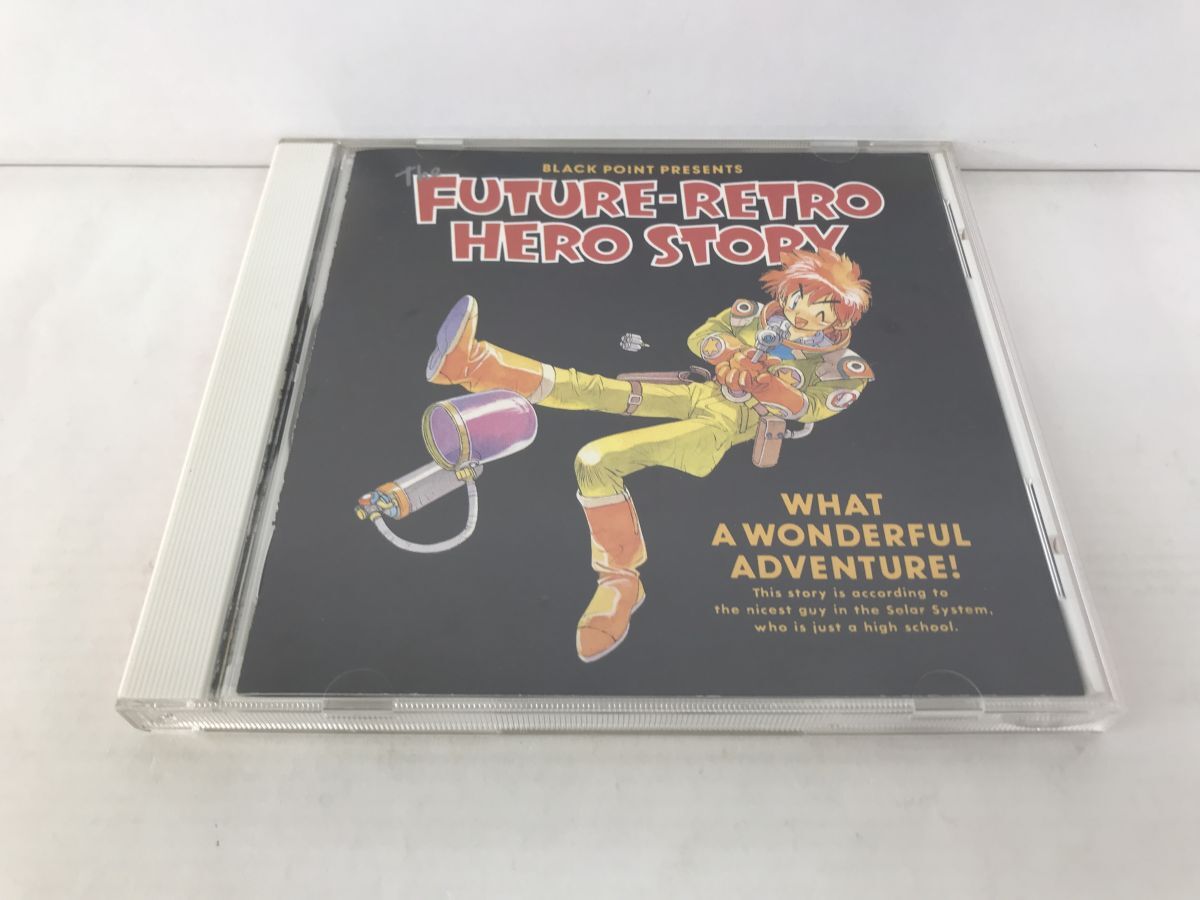 BLACK POINT PRESENTS
The
FUTURE-RETRO
HERO STORY
WHAT
A WONDERFUL
ADVENTURE!
This story is according to
the nicest guy in the Solar System,
who is just a high school.